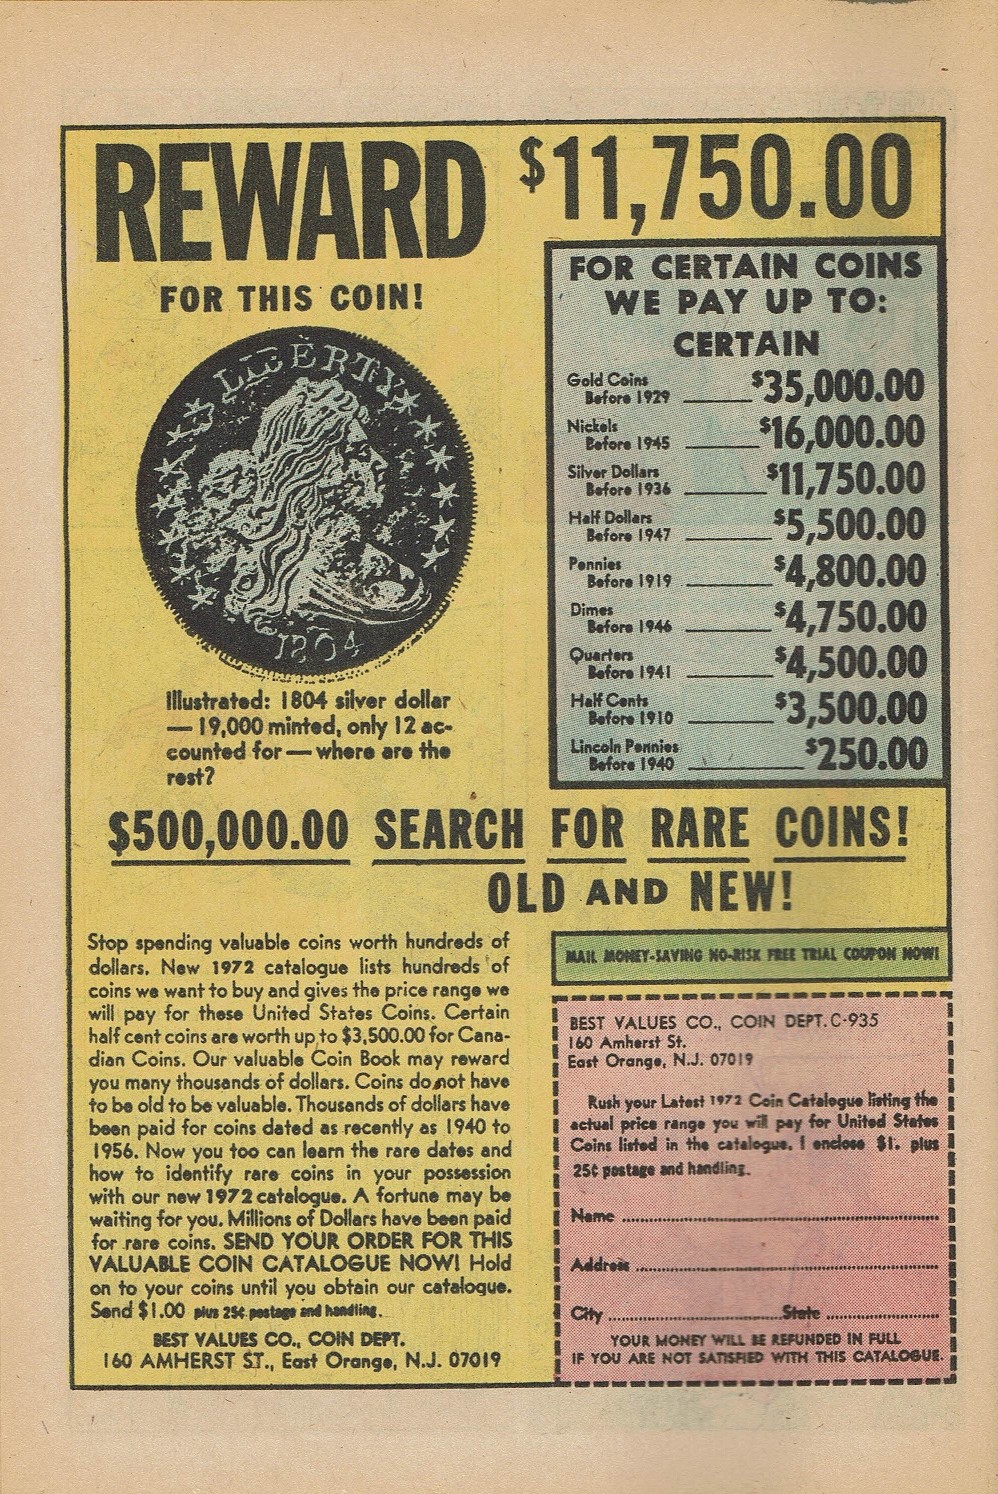 REWARD $11,750.00
FOR THIS COIN!
LIBERTY
1804
Illustrated: 1804 silver dollar
— 19,000 minted, only 12 ac-
counted for — where are the
rest?
FOR CERTAIN COINS
WE PAY UP TO:
CERTAIN
Gold Coins
Before 1929 $35,000.00
Nickels
Before 1945 $16,000.00
Silver Dollars
Before 1936 $11,750.00
Half Dollars
Before 1947 $5,500.00
Pennies
Before 1919 $4,800.00
Dimes
Before 1946 $4,750.00
Quarters
Before 1941 $4,500.00
Half Cents
Before 1910 $3,500.00
Lincoln Pennies
Before 1940 $250.00
$500,000.00 SEARCH FOR RARE COINS!
OLD AND NEW!
Stop spending valuable coins worth hundreds of
dollars. New 1972 catalogue lists hundreds of
coins we want to buy and gives the price range we
will pay for these United States Coins. Certain
half cent coins are worth up to $3,500.00 for Cana-
dian Coins. Our valuable Coin Book may reward
you many thousands of dollars. Coins do not have
to be old to be valuable. Thousands of dollars have
been paid for coins dated as recently as 1940 to
1956. Now you too can learn the rare dates and
how to identify rare coins in your possession
with our new 1972 catalogue. A fortune may be
waiting for you. Millions of Dollars have been paid
for rare coins. SEND YOUR ORDER FOR THIS
VALUABLE COIN CATALOGUE NOW! Hold
on to your coins until you obtain our catalogue.
Send $1.00 plus 25¢ postage and handling.
BEST VALUES CO., COIN DEPT.
160 AMHERST ST., East Orange, N.J. 07019
MAIL MONEY-SAVING NO-RISK FREE TRIAL COUPON NOW!
BEST VALUES CO., COIN DEPT. C-935
160 Amherst St.
East Orange, N.J. 07019
Rush your Latest 1972 Coin Catalogue listing the
actual price range you will pay for United States
Coins listed in the catalogue. I enclose $1. plus
25¢ postage and handling.
Name
Address
City State
YOUR MONEY WILL BE REFUNDED IN FULL
IF YOU ARE NOT SATISFIED WITH THIS CATALOGUE.